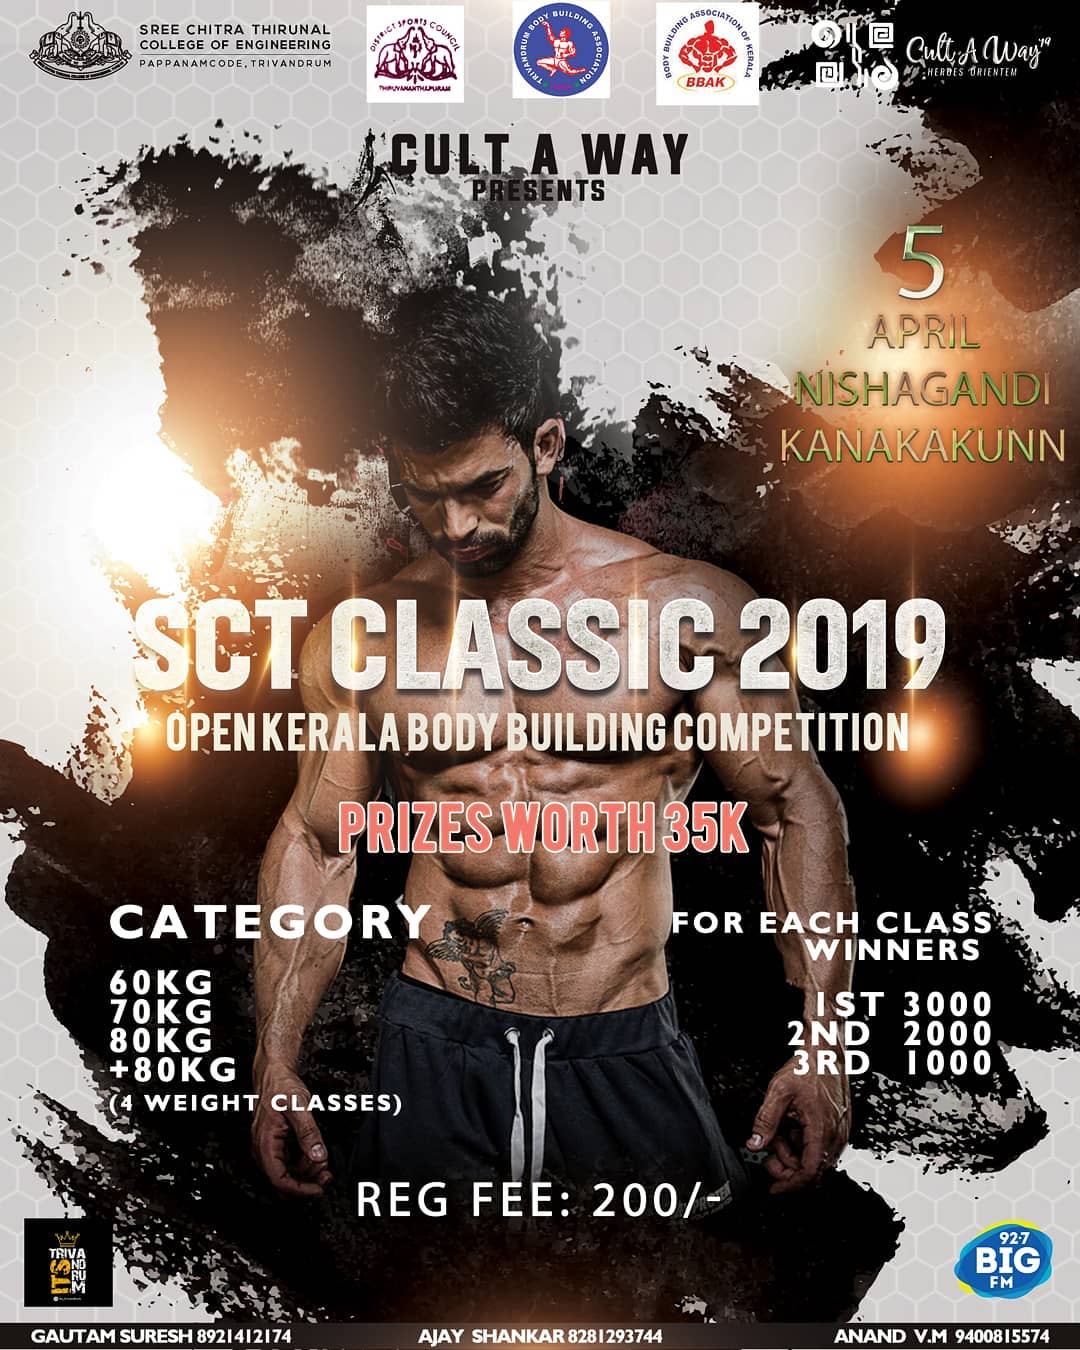 SREE CHITRA THIRUNAL
COLLEGE OF ENGINEERING
PAPPANAMCODE, TRIVANDRUM
DISTRICT SPORTS COUNCIL
THIRUVANANTHAPURAM
TRIVANDRUM BODY BUILDING ASSOCIATION
BODY BUILDING ASSOCIATION OF KERALA
BBAK
Cult A Way '19
HEROES ORIENTEM
CULT A WAY
PRESENTS
5
APRIL
NISHAGANDI
KANAKAKUNN
SCT CLASSIC 2019
OPEN KERALA BODY BUILDING COMPETITION
PRIZES WORTH 35K
CATEGORY
60KG
70KG
80KG
+80KG
(4 WEIGHT CLASSES)
FOR EACH CLASS
WINNERS
1ST 3000
2ND 2000
3RD 1000
REG FEE: 200/-
ITS
TRIVANDRUM
92.7
BIG
FM
GAUTAM SURESH 8921412174
AJAY SHANKAR 8281293744
ANAND V.M 9400815574